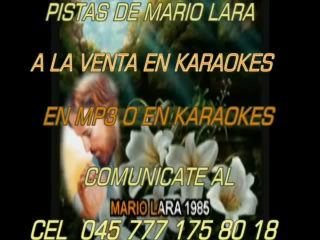 PISTAS DE MARIO LARA
A LA VENTA EN KARAOKES
EN MP3 O EN KARAOKES
COMUNICATE AL
MARIO LARA 1985
CEL 045 777 175 80 18